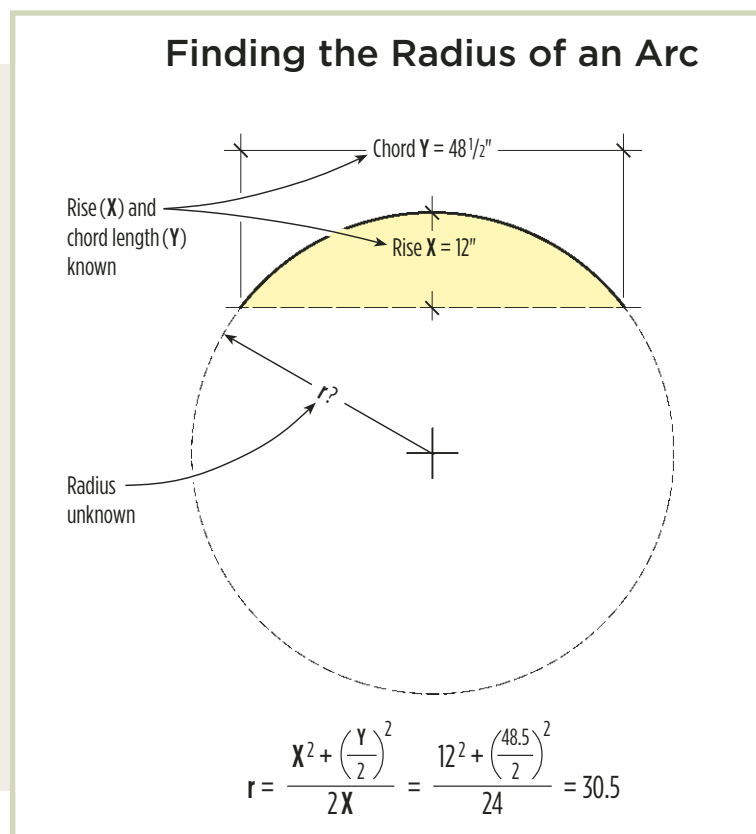 Finding the Radius of an Arc
Chord Y = 48 1/2"
Rise (X) and
chord length (Y)
known
Rise X = 12"
r?
Radius
unknown
r = (X² + (Y/2)²) / 2X = (12² + (48.5/2)²) / 24 = 30.5